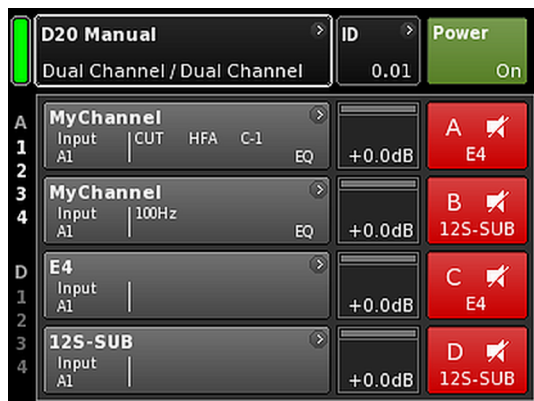 D20 Manual
Dual Channel / Dual Channel
ID
0.01
Power
On
A
1
2
3
4
D
1
2
3
4
MyChannel
Input CUT HFA C-1
A1 EQ
+0.0dB
A
E4
MyChannel
Input 100Hz
A1 EQ
+0.0dB
B
12S-SUB
E4
Input
A1
+0.0dB
C
E4
12S-SUB
Input
A1
+0.0dB
D
12S-SUB